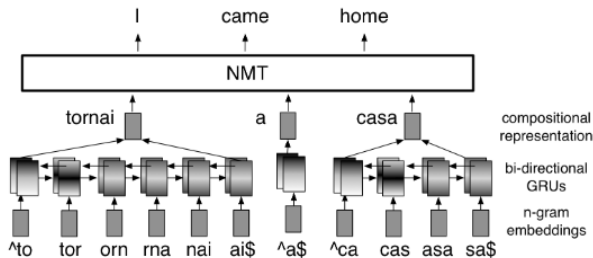 I came home
NMT
tornai a casa
compositional
representation
bi-directional
GRUs
n-gram
embeddings
^to tor orn rna nai ai$ ^a$ ^ca cas asa sa$